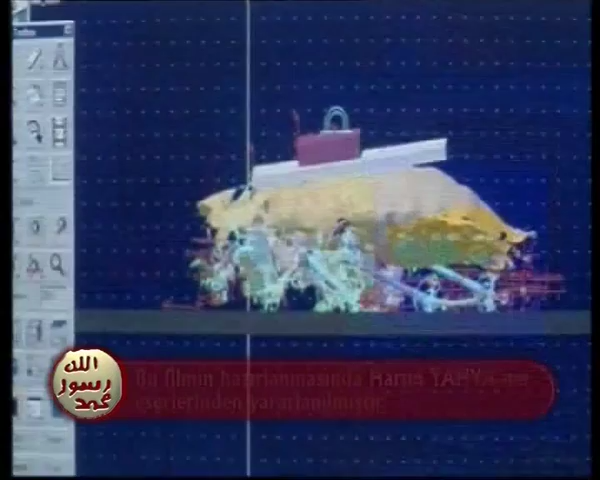 الله
رسول
محمد
Bu filmin hazırlanmasında Harun YAHYA'nın
eserlerinden yararlanılmıştır.